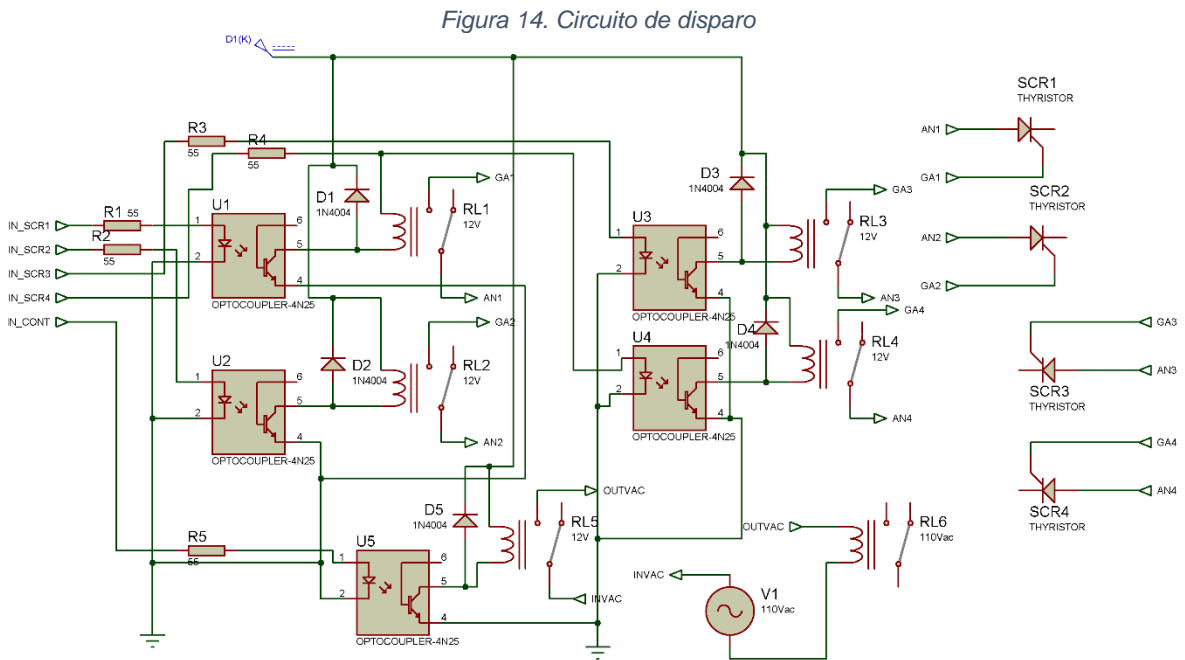 Figura 14. Circuito de disparo
D1(K)
SCR1
THYRISTOR
AN1
GA1
SCR2
THYRISTOR
AN2
GA2
GA3
SCR3
THYRISTOR
AN3
GA4
SCR4
THYRISTOR
AN4
R3
55
R4
55
IN_SCR1
R1 55
IN_SCR2
R2
55
IN_SCR3
IN_SCR4
IN_CONT
U1
1
2
6
5
4
OPTOCOUPLER-4N25
D1
1N4004
GA1
RL1
12V
AN1
U2
1
2
6
5
4
OPTOCOUPLER-4N25
D2
1N4004
GA2
RL2
12V
AN2
U3
1
2
6
5
4
OPTOCOUPLER-4N25
D3
1N4004
GA3
RL3
12V
AN3
U4
1
2
6
5
4
OPTOCOUPLER-4N25
D4
1N4004
GA4
RL4
12V
AN4
R5
55
U5
1
2
6
5
4
OPTOCOUPLER-4N25
D5
1N4004
OUTVAC
RL5
12V
INVAC
OUTVAC
RL6
110Vac
INVAC
V1
110Vac